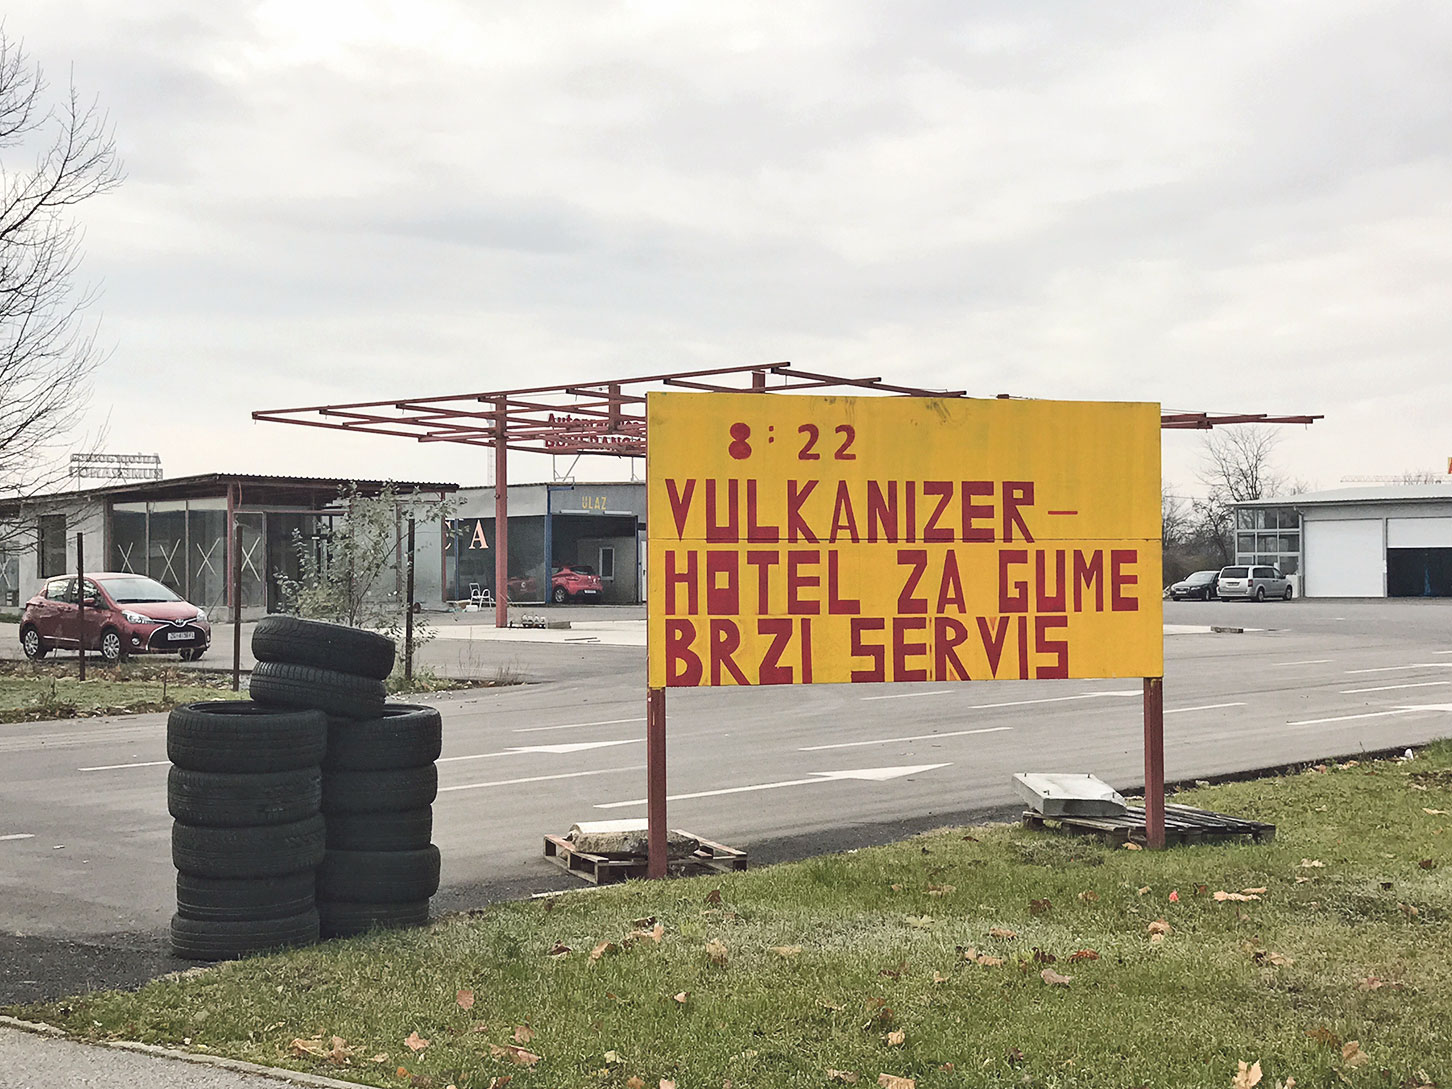 8:22
VULKANIZER-
HOTEL ZA GUME
BRZI SERVIS
ULAZ
A